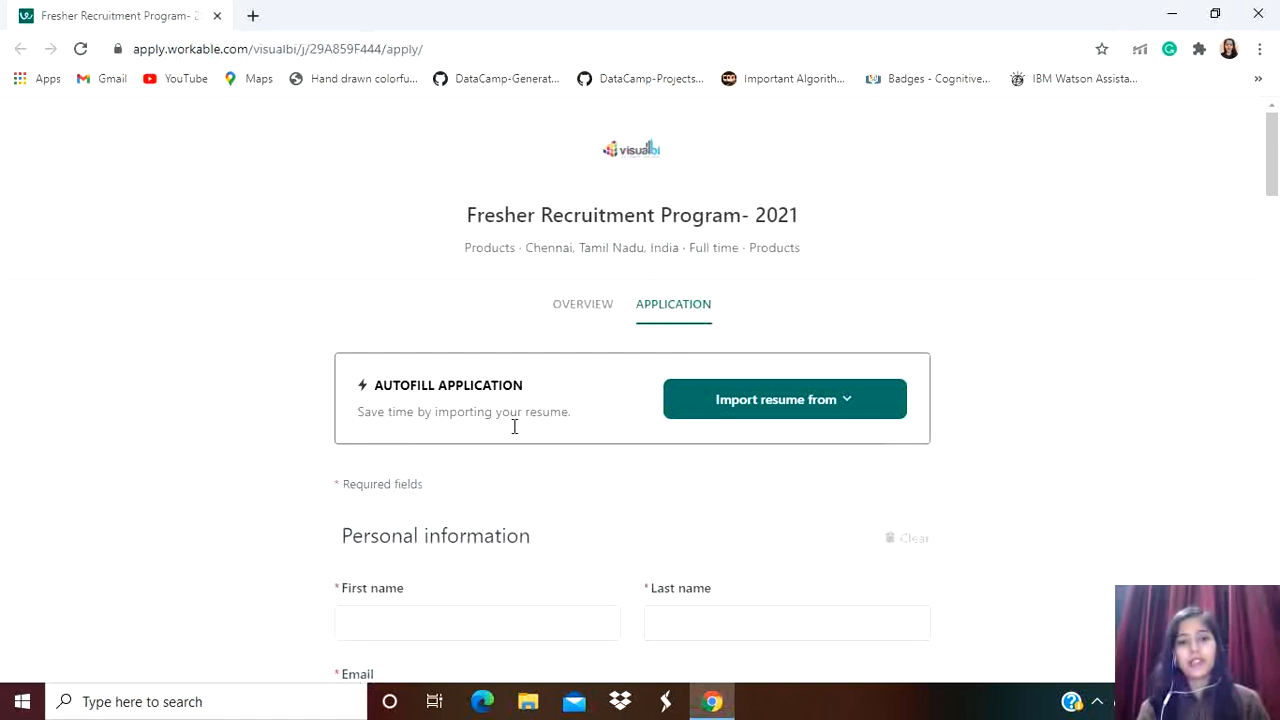 Fresher Recruitment Program- 2
apply.workable.com/visualbi/j/29A859F444/apply/
Apps Gmail YouTube Maps Hand drawn colorfu... DataCamp-Generat... DataCamp-Projects... Important Algorith... Badges - Cognitive... IBM Watson Assista... »
visualbi
Fresher Recruitment Program- 2021
Products · Chennai, Tamil Nadu, India · Full time · Products
OVERVIEW APPLICATION
AUTOFILL APPLICATION
Save time by importing your resume.
Import resume from
* Required fields
Personal information
Clear
* First name * Last name
* Email
Type here to search